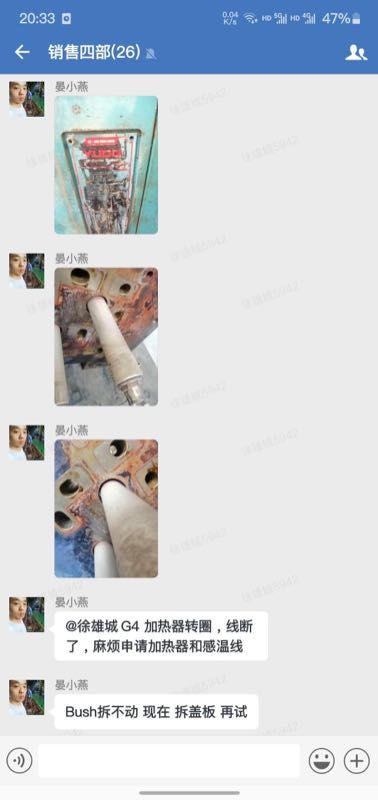 20:33
0.04
K/s
HD 5G
HD 4G
47%
销售四部(26)
晏小燕
YUDO
徐雄城5942
晏小燕
徐雄城5942
晏小燕
徐雄城5942
晏小燕
@徐雄城 G4 加热器转圈，线断
了，麻烦申请加热器和感温线
晏小燕
Bush拆不动 现在 拆盖板 再试